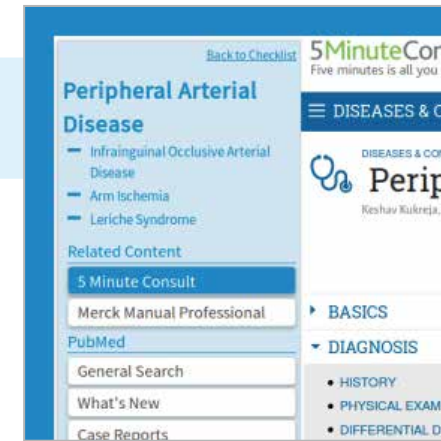 Back to Checklist
Peripheral Arterial
Disease
Infrainguinal Occlusive Arterial
Disease
Arm Ischemia
Leriche Syndrome
Related Content
5 Minute Consult
Merck Manual Professional
PubMed
General Search
What's New
Case Reports
5MinuteCon
Five minutes is all you
DISEASES & C
DISEASES & CON
Perip
Keshav Kukreja,
BASICS
DIAGNOSIS
HISTORY
PHYSICAL EXAM
DIFFERENTIAL D